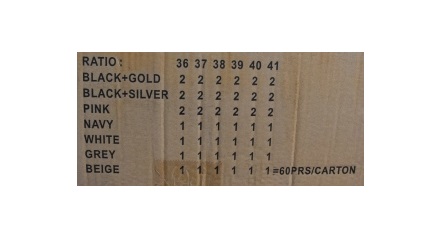 RATIO : 36 37 38 39 40 41
BLACK+GOLD 2 2 2 2 2 2
BLACK+SILVER 2 2 2 2 2 2
PINK 2 2 2 2 2 2
NAVY 1 1 1 1 1 1
WHITE 1 1 1 1 1 1
GREY 1 1 1 1 1 1
BEIGE 1 1 1 1 1 1 =60PRS/CARTON